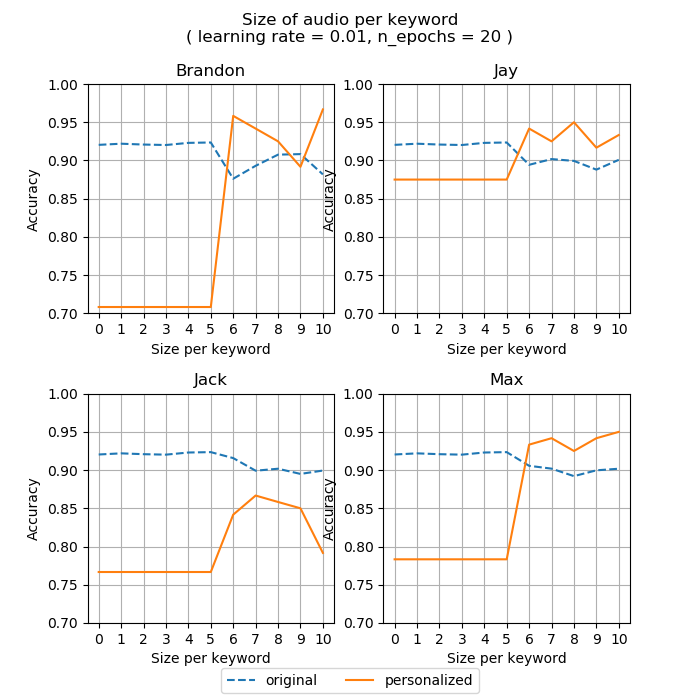 Size of audio per keyword
( learning rate = 0.01, n_epochs = 20 )
Brandon
1.00
0.95
0.90
0.85
0.80
0.75
0.70
Accuracy
0 1 2 3 4 5 6 7 8 9 10
Size per keyword
Jay
1.00
0.95
0.90
0.85
0.80
0.75
0.70
Accuracy
0 1 2 3 4 5 6 7 8 9 10
Size per keyword
Jack
1.00
0.95
0.90
0.85
0.80
0.75
0.70
Accuracy
0 1 2 3 4 5 6 7 8 9 10
Size per keyword
Max
1.00
0.95
0.90
0.85
0.80
0.75
0.70
Accuracy
0 1 2 3 4 5 6 7 8 9 10
Size per keyword
original personalized